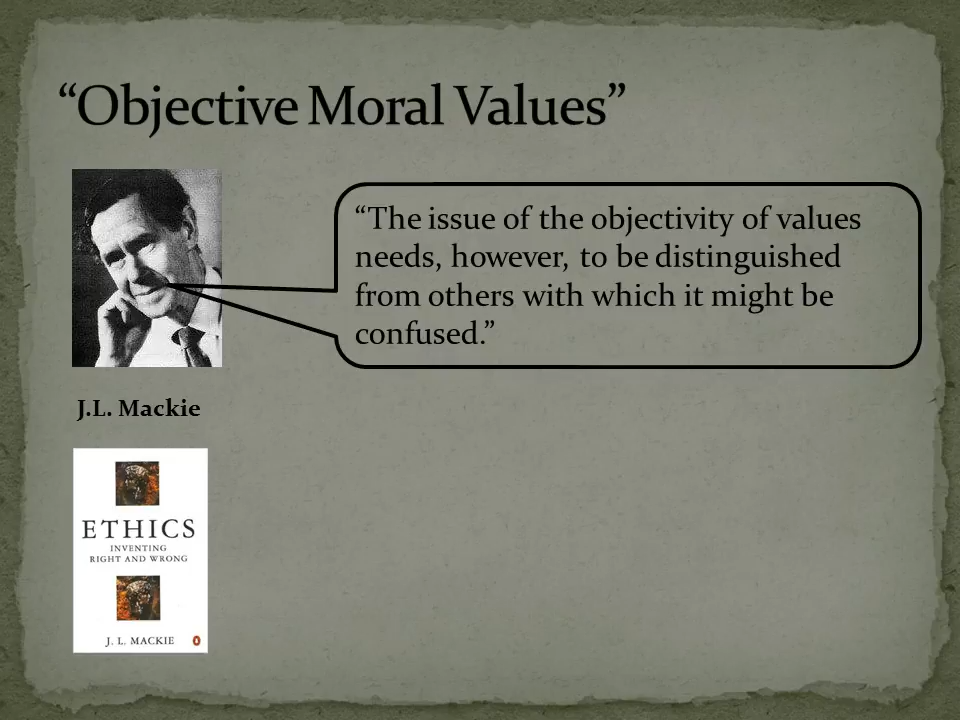 “Objective Moral Values”
“The issue of the objectivity of values
needs, however, to be distinguished
from others with which it might be
confused.”
J.L. Mackie
ETHICS
INVENTING
RIGHT AND WRONG
J. L. MACKIE